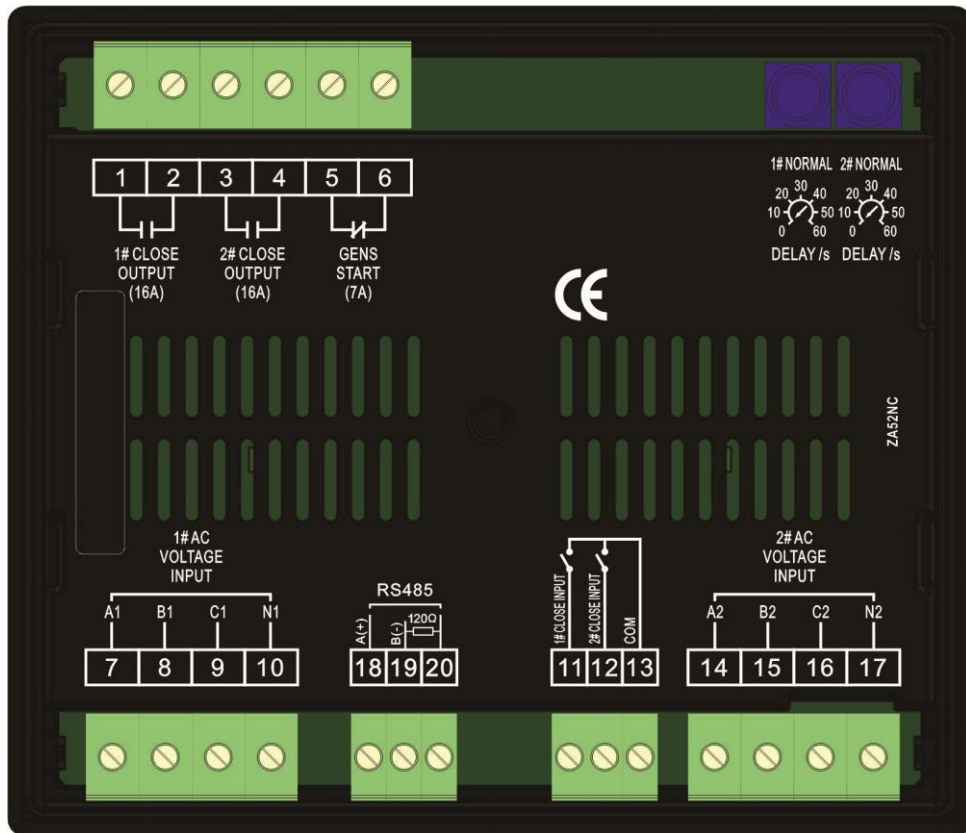 1 2 3 4 5 6
1# CLOSE
OUTPUT
(16A)
2# CLOSE
OUTPUT
(16A)
GENS
START
(7A)
1# NORMAL
0 10 20 30 40 50 60
DELAY /s
2# NORMAL
0 10 20 30 40 50 60
DELAY /s
CE
ZA52NC
1# AC
VOLTAGE
INPUT
A1 B1 C1 N1
7 8 9 10
RS485
A(+) B(-) 120Ω
18 19 20
1# CLOSE INPUT
2# CLOSE INPUT
COM
11 12 13
2# AC
VOLTAGE
INPUT
A2 B2 C2 N2
14 15 16 17